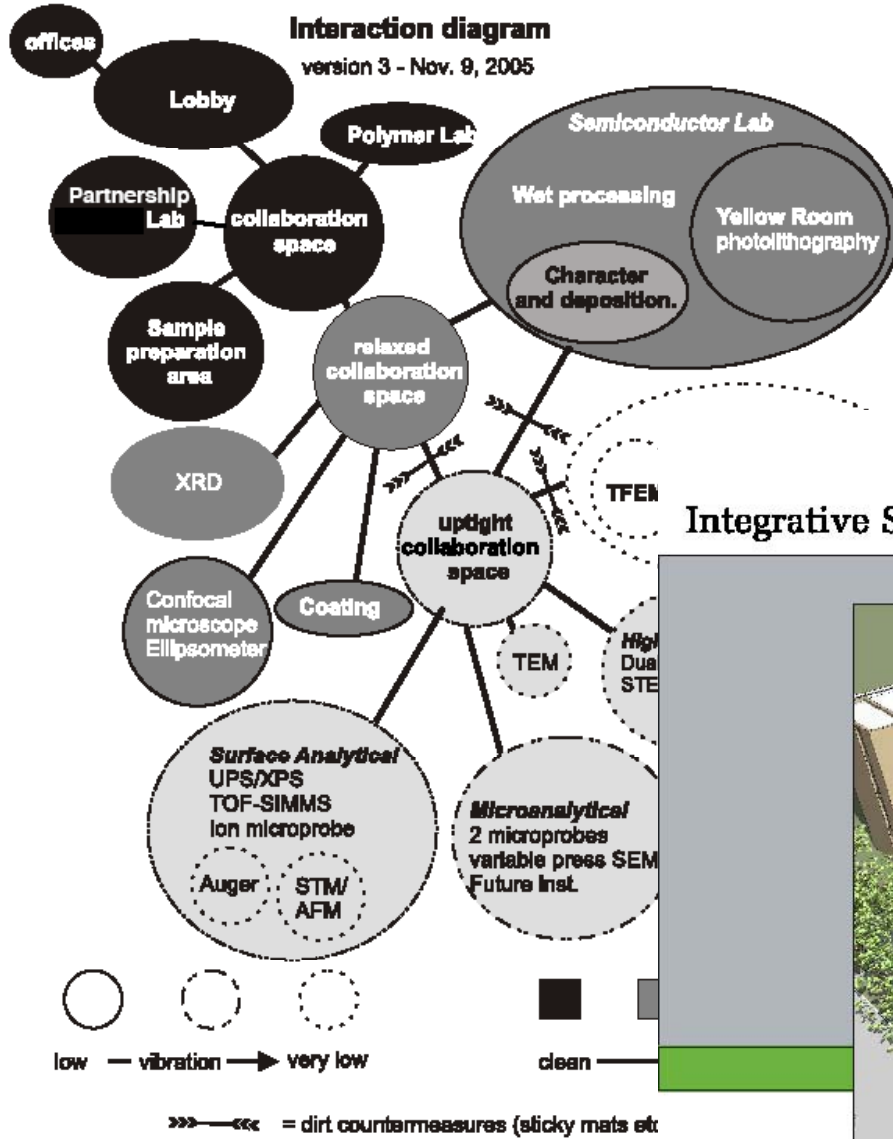 Interaction diagram
version 3 - Nov. 9, 2005
offices
Lobby
Polymer Lab
Partnership
Lab
collaboration
space
Sample
preparation
area
Semiconductor Lab
Wet processing
Yellow Room
photolithography
Character
and deposition.
relaxed
collaboration
space
XRD
uptight
collaboration
space
Confocal
microscope
Ellipsometer
Coating
TEM
Dua
STE
Surface Analytical
UPS/XPS
TOF-SIMMS
Ion microprobe
Auger
STM/
AFM
Microanalytical
2 microprobes
variable press SEM
Future Inst.
Integrative S
low vibration very low
clean
= dirt countermeasures (sticky mats etc